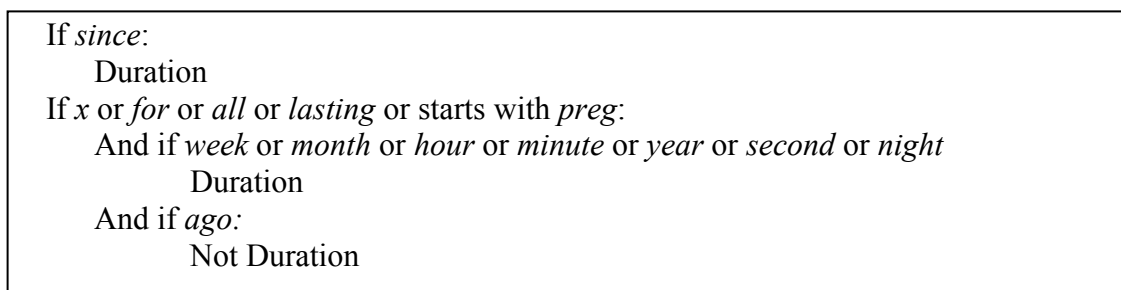 If since:
Duration
If x or for or all or lasting or starts with preg:
And if week or month or hour or minute or year or second or night
Duration
And if ago:
Not Duration